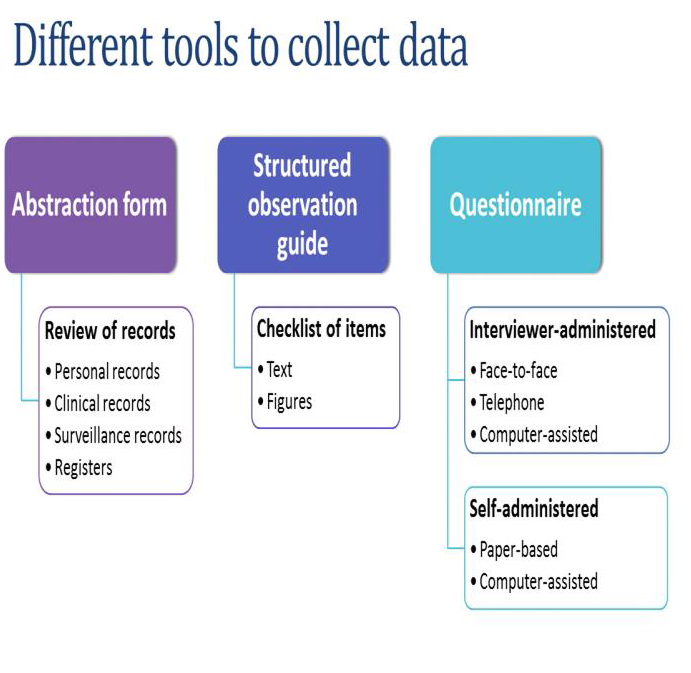 Different tools to collect data
Abstraction form
Review of records
• Personal records
• Clinical records
• Surveillance records
• Registers
Structured
observation
guide
Checklist of items
• Text
• Figures
Questionnaire
Interviewer-administered
• Face-to-face
• Telephone
• Computer-assisted
Self-administered
• Paper-based
• Computer-assisted